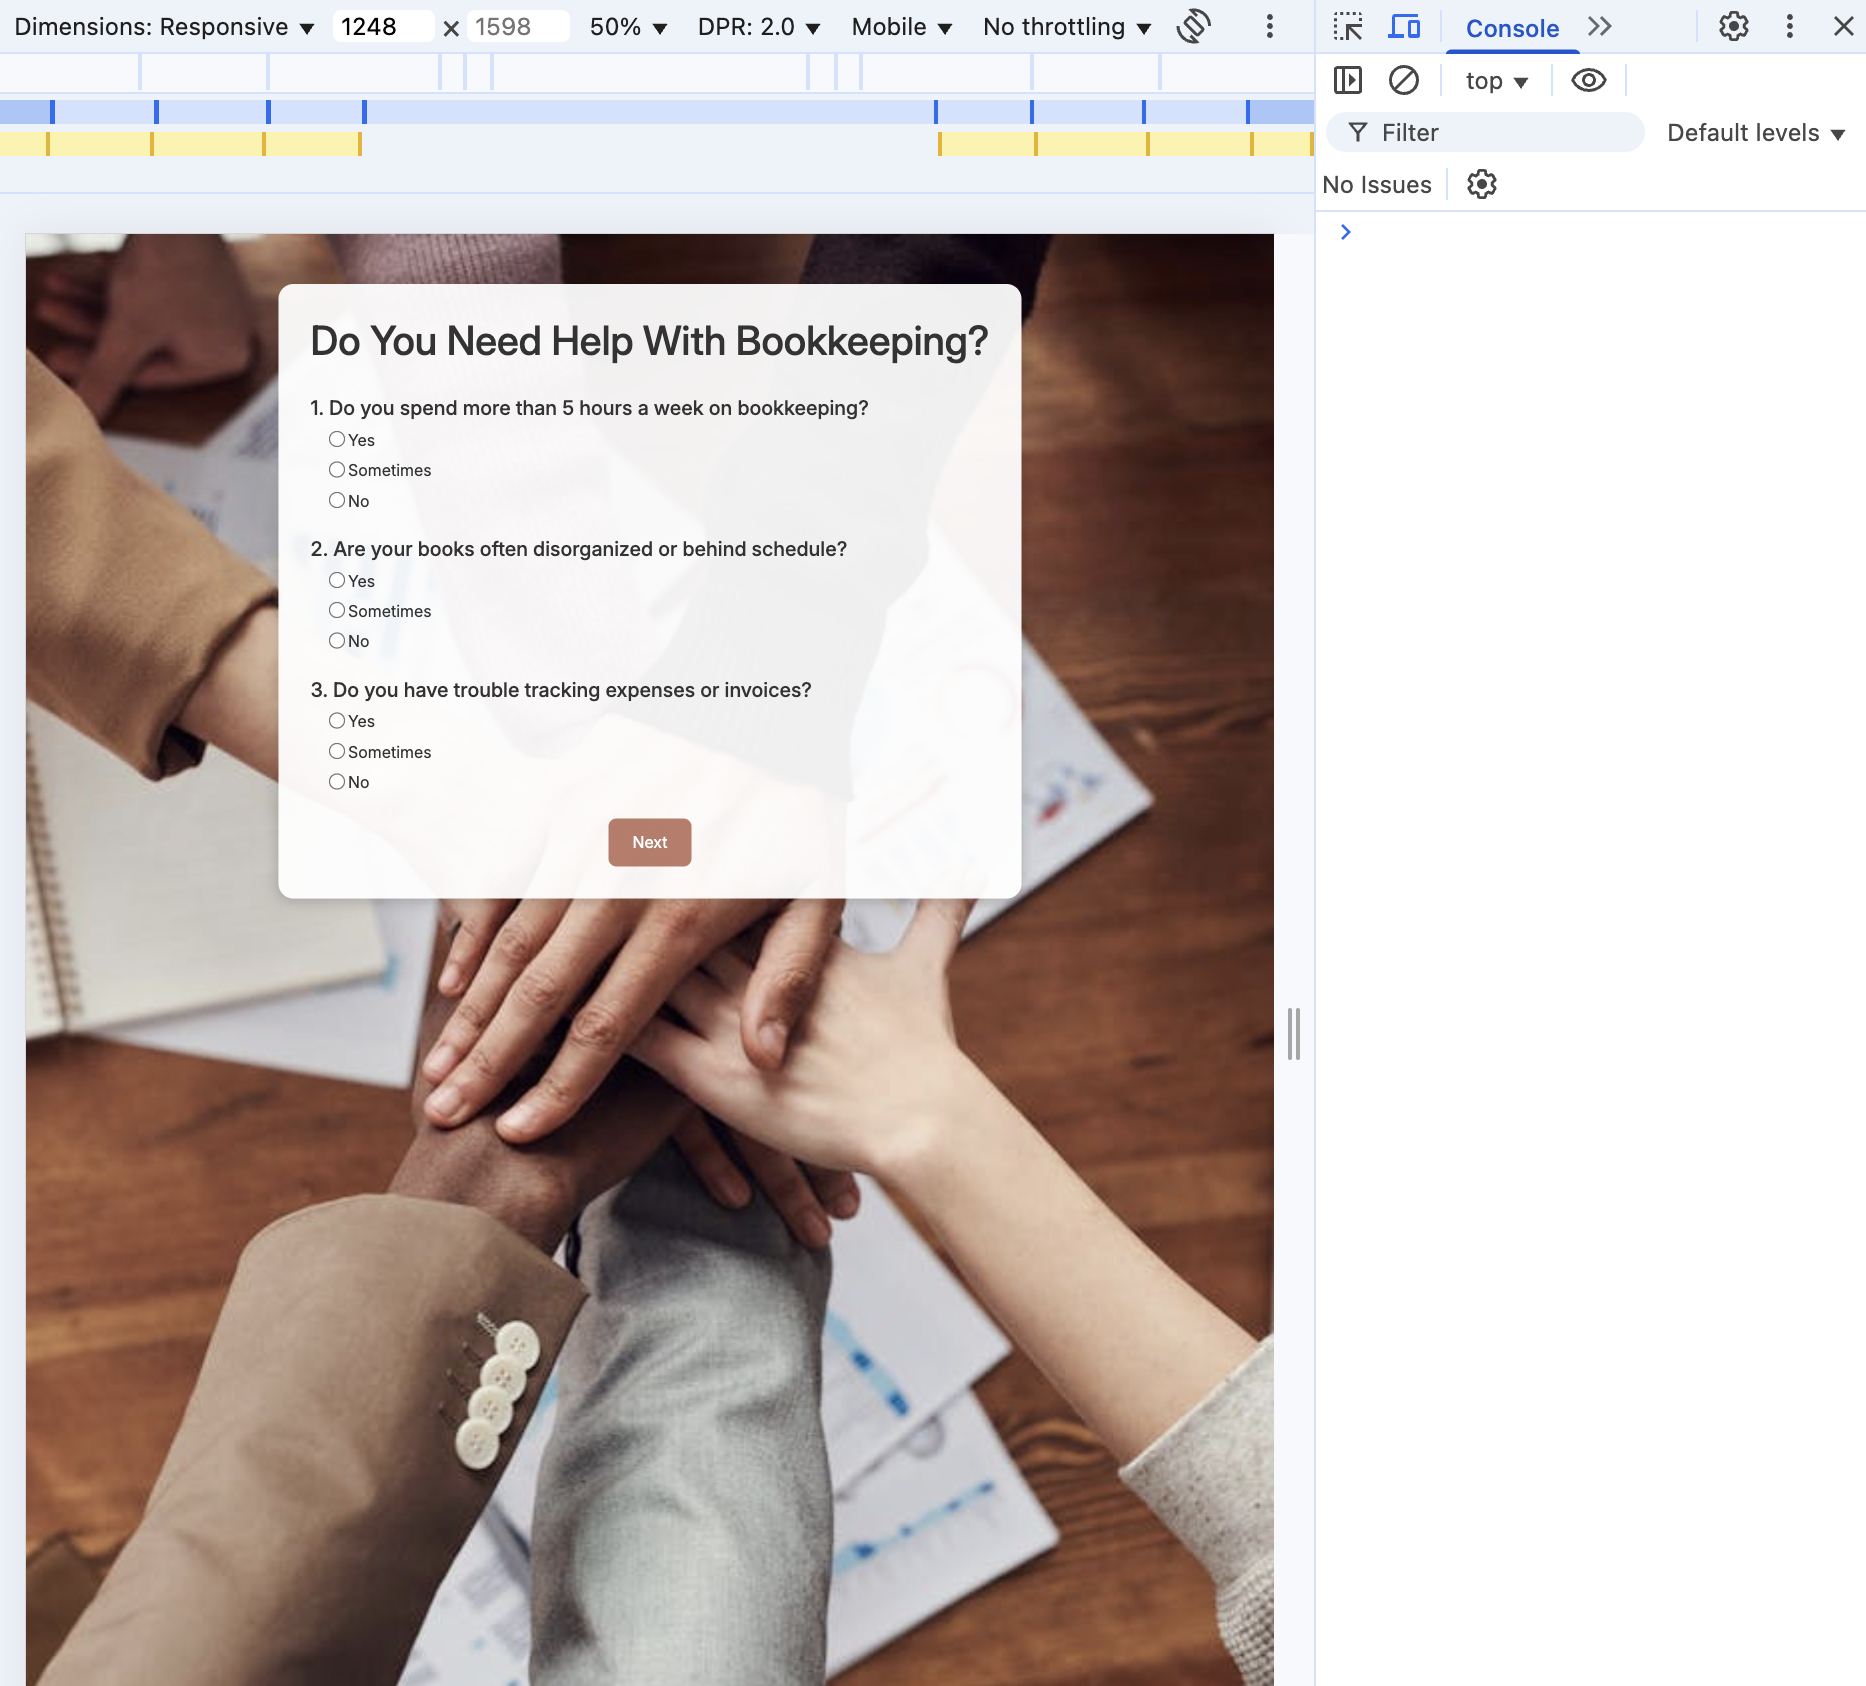 Dimensions: Responsive ▼ 1248 × 1598 50% ▼ DPR: 2.0 ▼ Mobile ▼ No throttling ▼
Console
top ▼
Filter
Default levels ▼
No Issues
Do You Need Help With Bookkeeping?
1. Do you spend more than 5 hours a week on bookkeeping?
Yes
Sometimes
No
2. Are your books often disorganized or behind schedule?
Yes
Sometimes
No
3. Do you have trouble tracking expenses or invoices?
Yes
Sometimes
No
Next